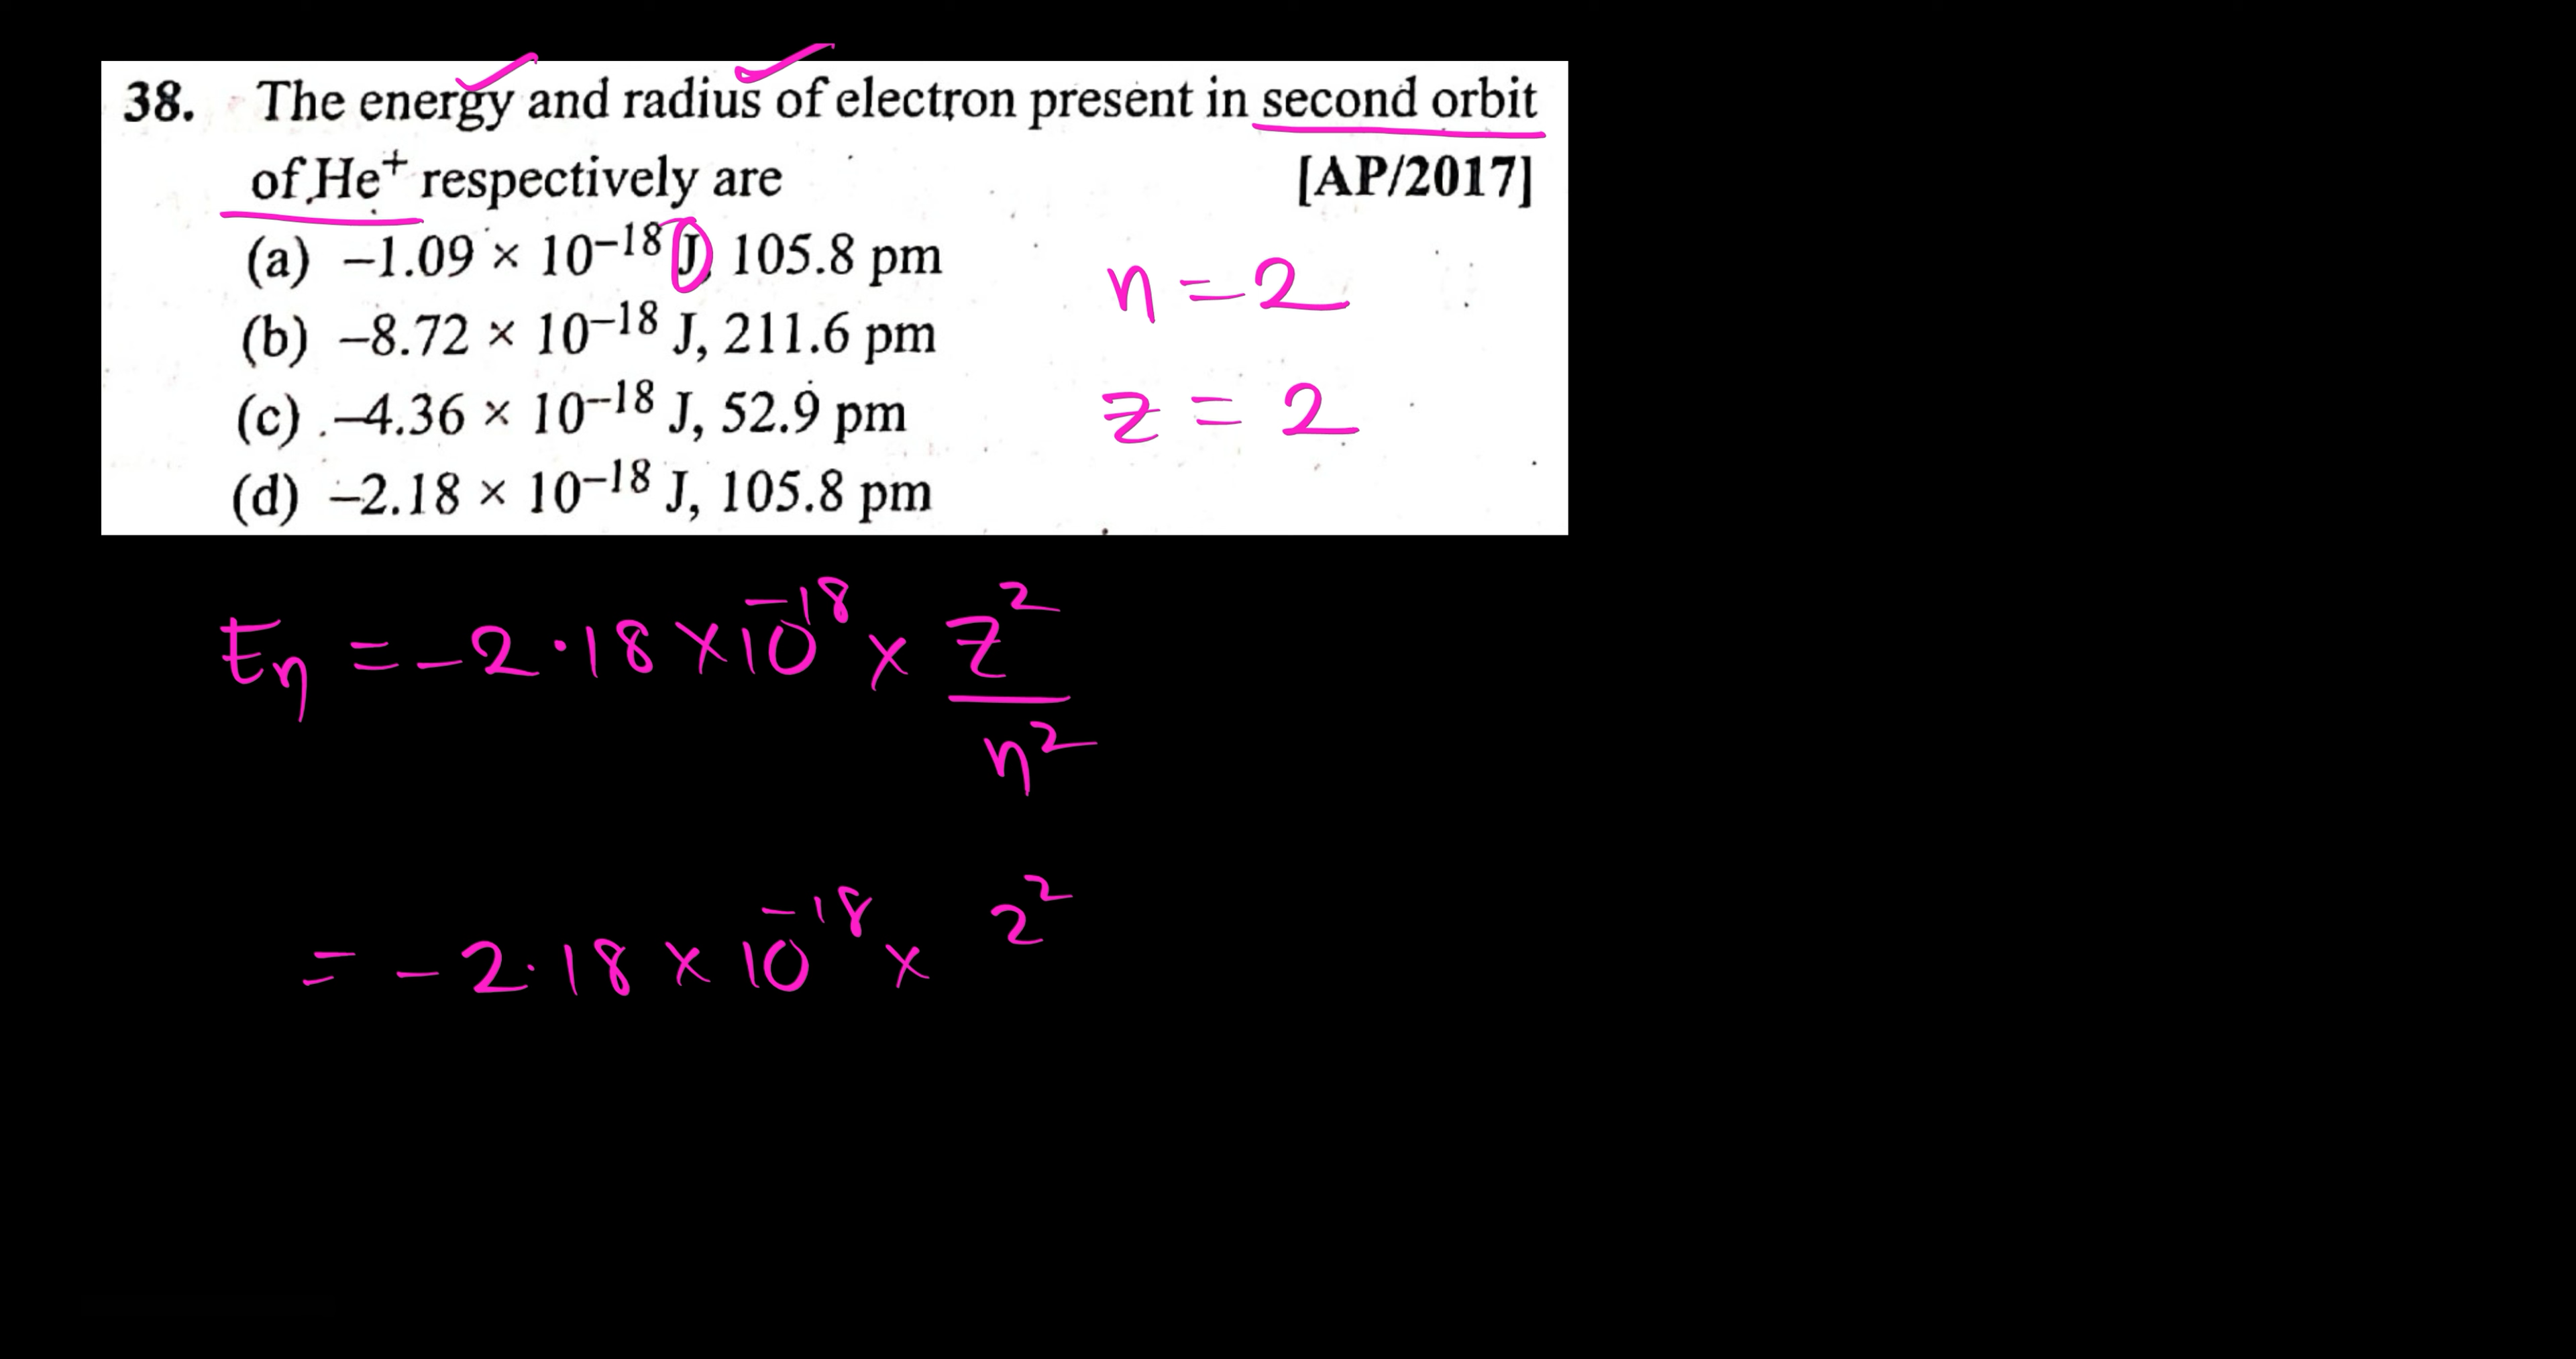 38. The energy and radius of electron present in second orbit
of He⁺ respectively are [AP/2017]
(a) –1.09 × 10⁻¹⁸ J, 105.8 pm
(b) –8.72 × 10⁻¹⁸ J, 211.6 pm
(c) –4.36 × 10⁻¹⁸ J, 52.9 pm
(d) –2.18 × 10⁻¹⁸ J, 105.8 pm
n = 2
z = 2
Eₙ = -2.18 × 10⁻¹⁸ × z²/n²
= -2.18 × 10⁻¹⁸ × 2²